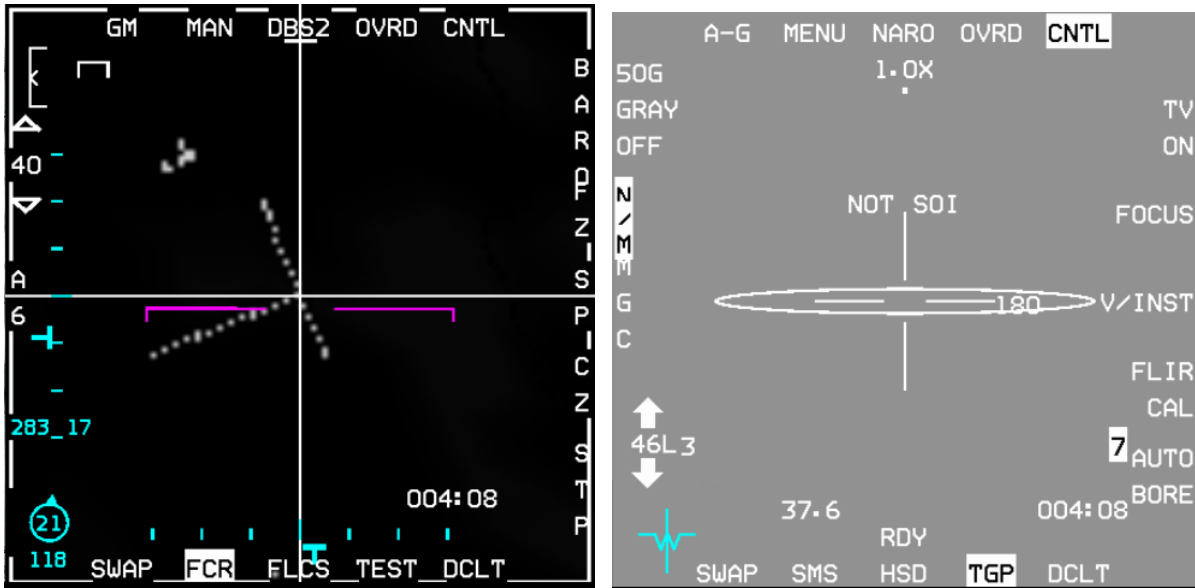 GM MAN DBS2 OVRD CNTL
B
A
R
O
40
F
Z
I
S
A
6
P
I
C
Z
283_17
S
T
P
004:08
21
118
SWAP FCR FLCS TEST DCLT
A-G MENU NARO OVRD CNTL
50G 1.0X
GRAY TV
OFF ON
N/M
NOT SOI
FOCUS
M
G
C
180
V/INST
FLIR
CAL
46L3
7
AUTO
BORE
37.6 004:08
RDY
SWAP SMS HSD TGP DCLT